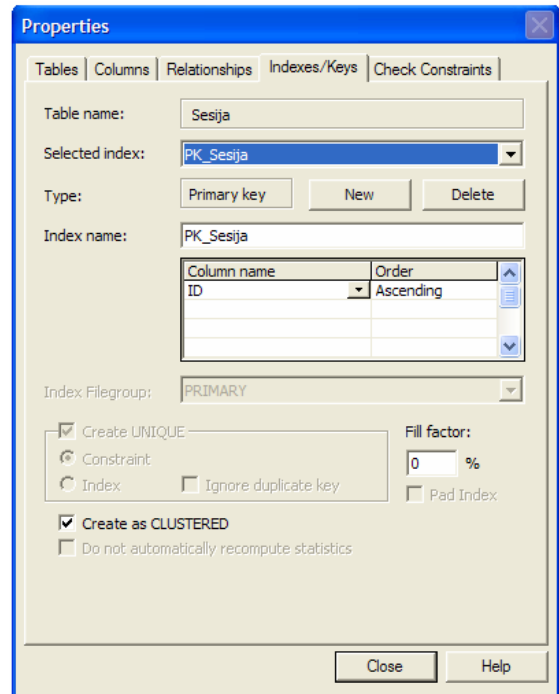 Properties
Tables Columns Relationships Indexes/Keys Check Constraints
Table name: Sesija
Selected index: PK_Sesija
Type: Primary key New Delete
Index name: PK_Sesija
Column name Order
ID Ascending
Index Filegroup: PRIMARY
Create UNIQUE Fill factor:
Constraint 0 %
Index Ignore duplicate key Pad Index
Create as CLUSTERED
Do not automatically recompute statistics
Close Help